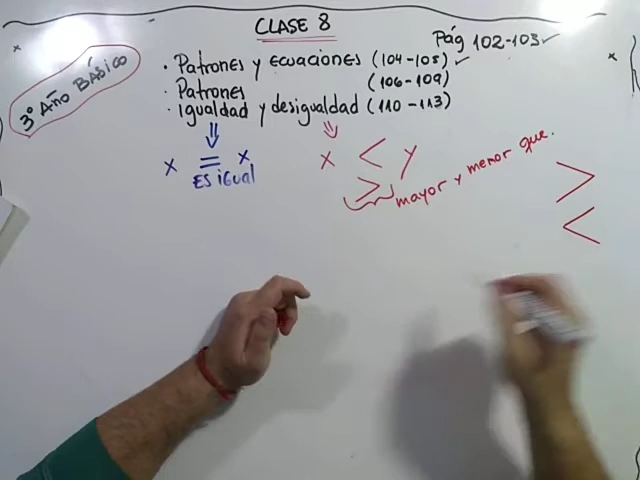 CLASE 8
Pág 102-103 ✓
3º AÑO BÁSICO
· Patrones y ECUACIONES (104-105) ✓
· Patrones (106-109)
· igualdad y desigualdad (110-113)
x = x
ES iGUAL
x < y
>
mayor y menor que.
>
<